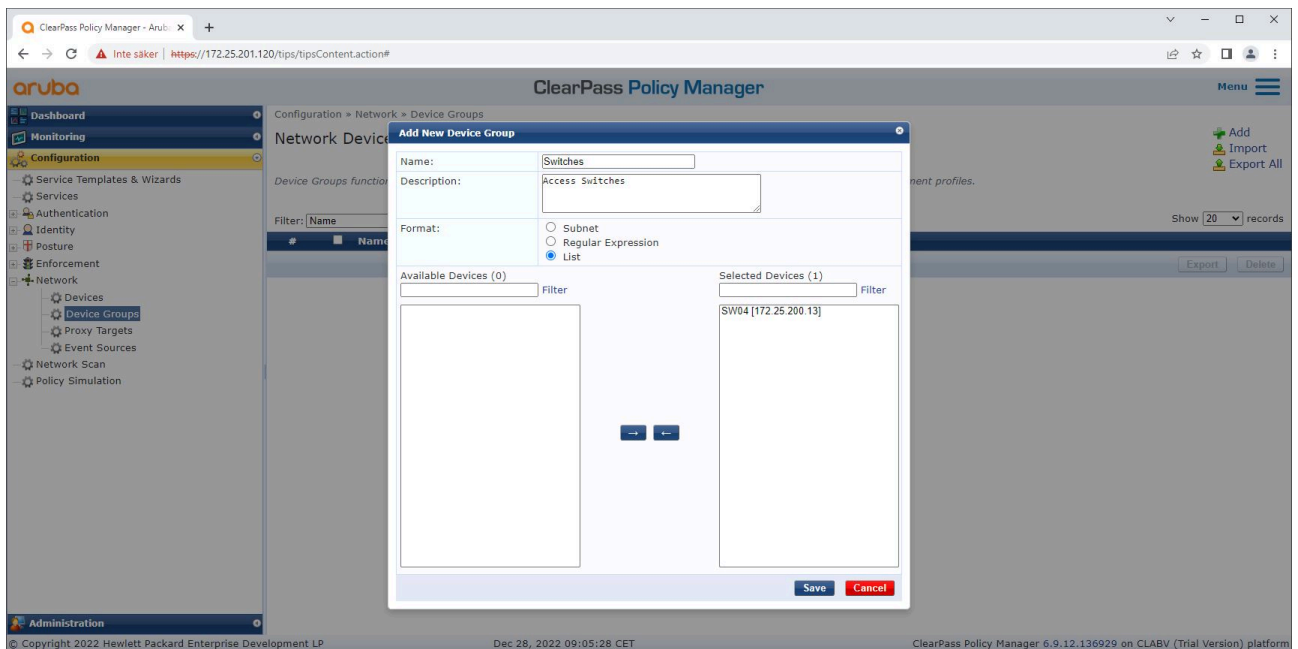 ClearPass Policy Manager - Arub
Inte säker | https://172.25.201.120/tips/tipsContent.action#
aruba
ClearPass Policy Manager
Menu
Dashboard
Monitoring
Configuration
Service Templates & Wizards
Services
Authentication
Identity
Posture
Enforcement
Network
Devices
Device Groups
Proxy Targets
Event Sources
Network Scan
Policy Simulation
Administration
Configuration » Network » Device Groups
Network Device
Add
Import
Export All
Device Groups function
nent profiles.
Filter: Name
Show 20 records
# Name
Export Delete
Add New Device Group
Name: Switches
Description: Access Switches
Format:
Subnet
Regular Expression
List
Available Devices (0)
Filter
Selected Devices (1)
Filter
SW04 [172.25.200.13]
→ ←
Save Cancel
© Copyright 2022 Hewlett Packard Enterprise Development LP
Dec 28, 2022 09:05:28 CET
ClearPass Policy Manager 6.9.12.136929 on CLABV (Trial Version) platform